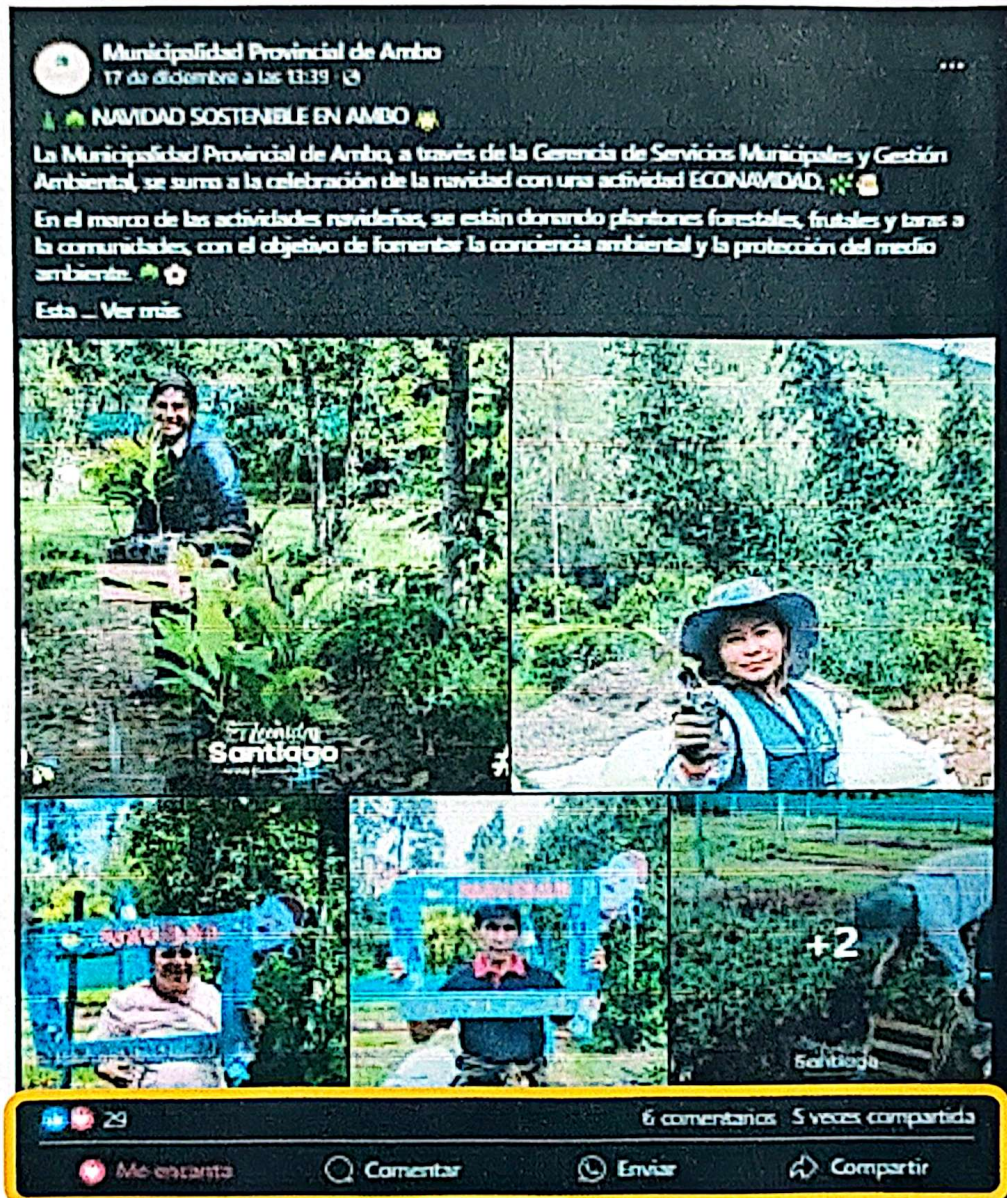 Municipalidad Provincial de Ambo
17 de diciembre a las 13:39
NAVIDAD SOSTENIBLE EN AMBO
La Municipalidad Provincial de Ambo, a través de la Gerencia de Servicios Municipales y Gestión
Ambiental, se suma a la celebración de la navidad con una actividad ECONAVIDAD.
En el marco de las actividades navideñas, se están donando plantones forestales, frutales y taras a
la comunidades, con el objetivo de fomentar la conciencia ambiental y la protección del medio
ambiente.
Esta ... Ver más
Santiago
+2
Santiago
29
6 comentarios 5 veces compartida
Me encanta
Comentar
Enviar
Compartir